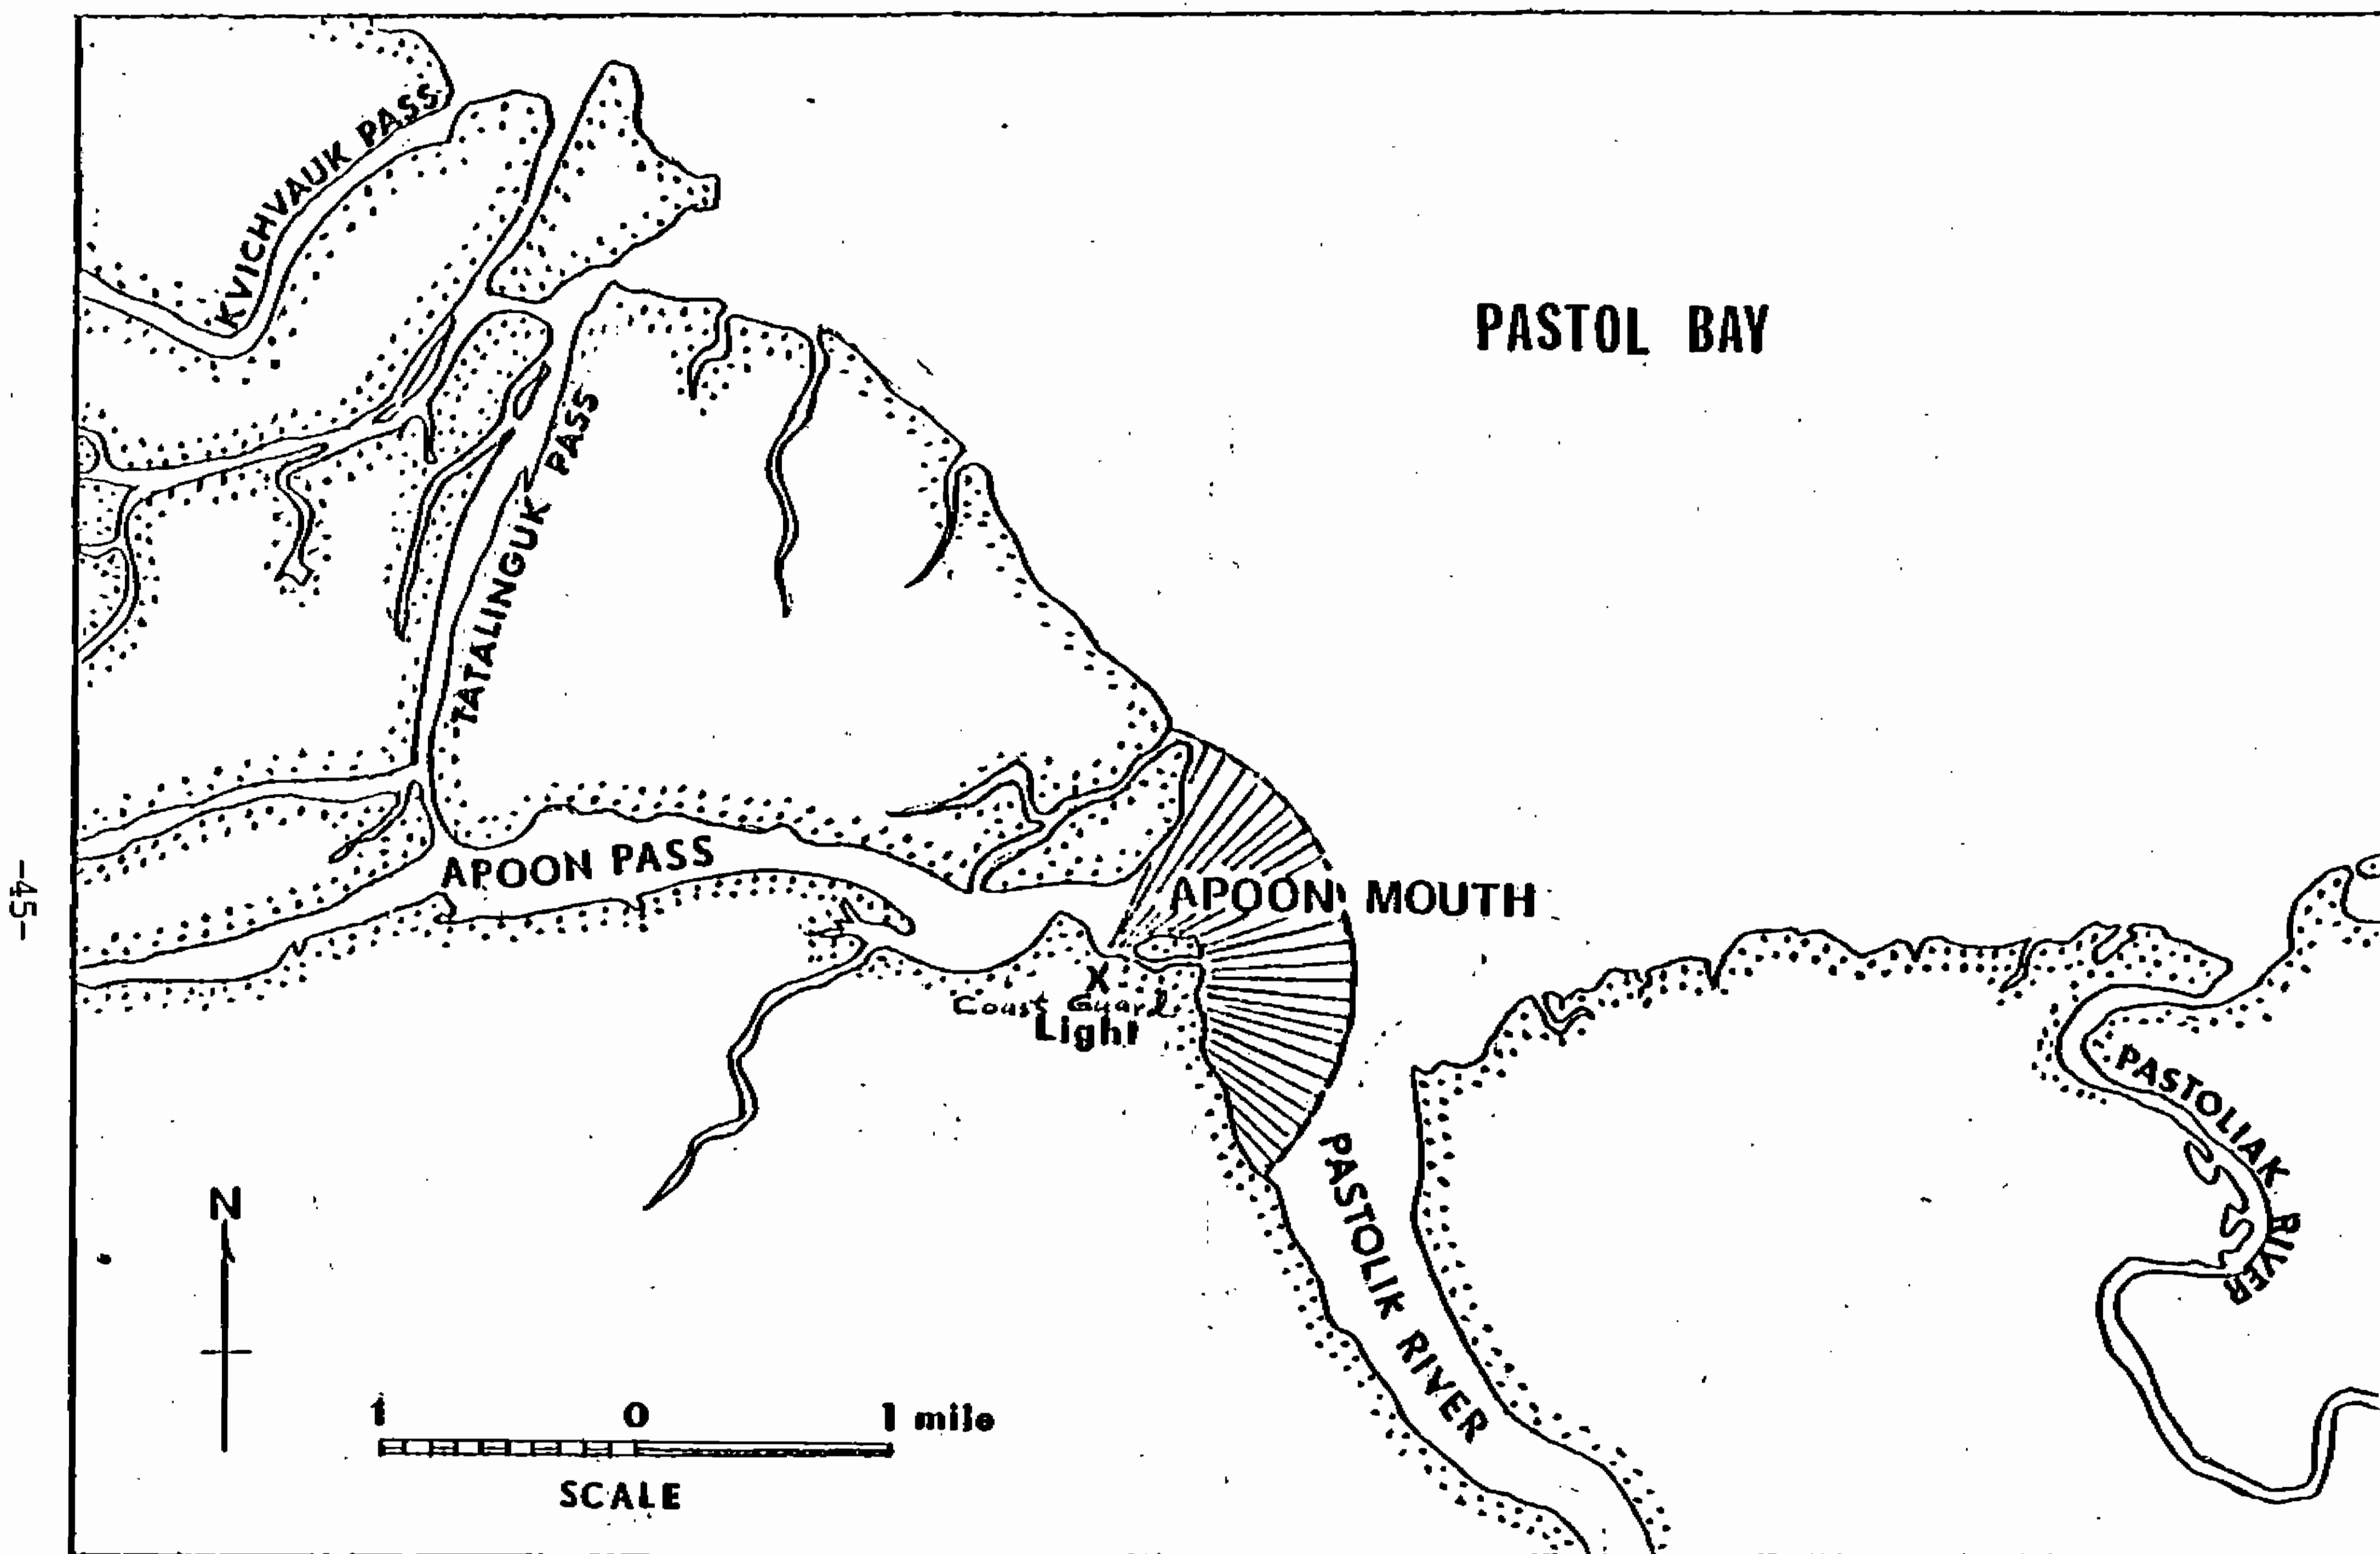 KVICHVAUK PASS
PASTOL BAY
TATALINGUK PASS
APOON PASS
APOON MOUTH
X
Coast Guard
Light
PASTOLIAK RIVER
PASTOLIK RIVER
N
1 0 1 mile
SCALE
-45-